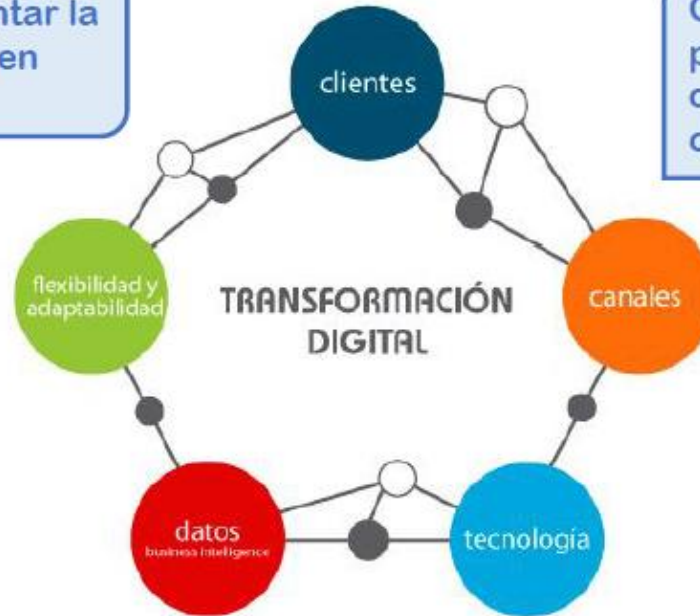 ntar la
en
clientes
flexibilidad y
adaptabilidad
TRANSFORMACIÓN
DIGITAL
canales
datos
business intelligence
tecnología